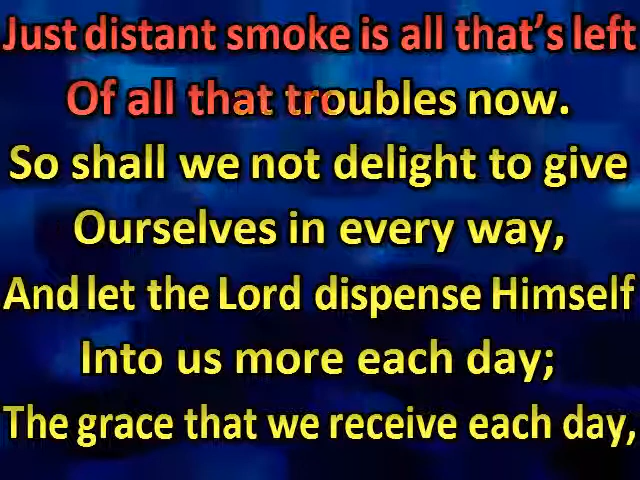 Just distant smoke is all that's left
Of all that troubles now.
So shall we not delight to give
Ourselves in every way,
And let the Lord dispense Himself
Into us more each day;
The grace that we receive each day,